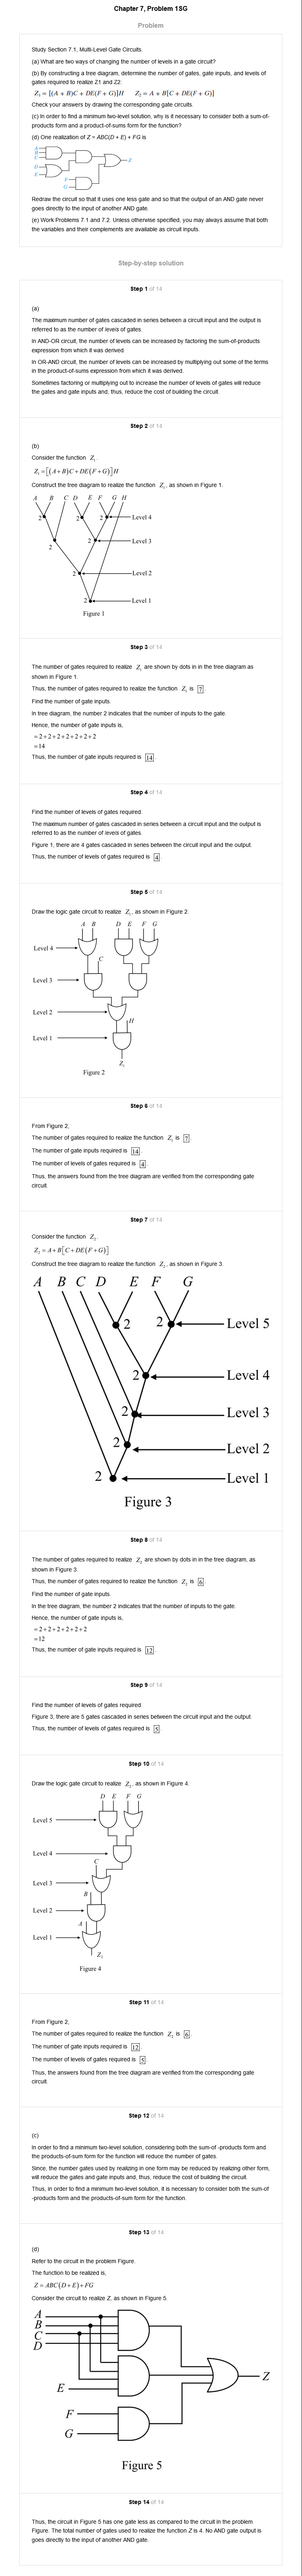 Chapter 7, Problem 1SG
Problem
Study Section 7.1, Multi-Level Gate Circuits.
(a) What are two ways of changing the number of levels in a gate circuit?
(b) By constructing a tree diagram, determine the number of gates, gate inputs, and levels of
gates required to realize Z1 and Z2:
Z₁ = [(A + B)C + DE(F + G)]H Z₂ = A + B[C + DE(F + G)]
Check your answers by drawing the corresponding gate circuits.
(c) In order to find a minimum two-level solution, why is it necessary to consider both a sum-of-
products form and a product-of-sums form for the function?
(d) One realization of Z = ABC(D + E) + FG is
A
B
C
D
E
F
G
Z
Redraw the circuit so that it uses one less gate and so that the output of an AND gate never
goes directly to the input of another AND gate.
(e) Work Problems 7.1 and 7.2. Unless otherwise specified, you may always assume that both
the variables and their complements are available as circuit inputs.
Step-by-step solution
Step 1 of 14
(a)
The maximum number of gates cascaded in series between a circuit input and the output is
referred to as the number of levels of gates.
In AND-OR circuit, the number of levels can be increased by factoring the sum-of-products
expression from which it was derived.
In OR-AND circuit, the number of levels can be increased by multiplying out some of the terms
in the product-of-sums expression from which it was derived.
Sometimes factoring or multiplying out to increase the number of levels of gates will reduce
the gates and gate inputs and, thus, reduce the cost of building the circuit.
Step 2 of 14
(b)
Consider the function Z₁.
Z₁=[(A+B)C+DE(F+G)]H
Construct the tree diagram to realize the function Z₁, as shown in Figure 1.
A B C D E F G H
2 2 2 Level 4
2 2 Level 3
2 Level 2
2 Level 1
Figure 1
Step 3 of 14
The number of gates required to realize Z₁ are shown by dots in in the tree diagram as
shown in Figure 1.
Thus, the number of gates required to realize the function Z₁ is 7.
Find the number of gate inputs.
In tree diagram, the number 2 indicates that the number of inputs to the gate.
Hence, the number of gate inputs is,
=2+2+2+2+2+2+2
=14
Thus, the number of gate inputs required is 14.
Step 4 of 14
Find the number of levels of gates required.
The maximum number of gates cascaded in series between a circuit input and the output is
referred to as the number of levels of gates.
Figure 1, there are 4 gates cascaded in series between the circuit input and the output.
Thus, the number of levels of gates required is 4.
Step 5 of 14
Draw the logic gate circuit to realize Z₁, as shown in Figure 2.
A B D E F G
Level 4
C
Level 3
Level 2
H
Level 1
Z₁
Figure 2
Step 6 of 14
From Figure 2,
The number of gates required to realize the function Z₁ is 7.
The number of gate inputs required is 14.
The number of levels of gates required is 4.
Thus, the answers found from the tree diagram are verified from the corresponding gate
circuit.
Step 7 of 14
Consider the function Z₂.
Z₂=A+B[C+DE(F+G)]
Construct the tree diagram to realize the function Z₂, as shown in Figure 3.
A B C D E F G
2 2 Level 5
2 Level 4
2 Level 3
2 Level 2
2 Level 1
Figure 3
Step 8 of 14
The number of gates required to realize Z₂ are shown by dots in in the tree diagram, as
shown in Figure 3.
Thus, the number of gates required to realize the function Z₂ is 6.
Find the number of gate inputs.
In the tree diagram, the number 2 indicates that the number of inputs to the gate.
Hence, the number of gate inputs is,
=2+2+2+2+2+2
=12
Thus, the number of gate inputs required is 12.
Step 9 of 14
Find the number of levels of gates required.
Figure 3, there are 5 gates cascaded in series between the circuit input and the output.
Thus, the number of levels of gates required is 5.
Step 10 of 14
Draw the logic gate circuit to realize Z₂, as shown in Figure 4.
D E F G
Level 5
Level 4
C
Level 3
B
Level 2
A
Level 1
Z₂
Figure 4
Step 11 of 14
From Figure 2,
The number of gates required to realize the function Z₂ is 6.
The number of gate inputs required is 12.
The number of levels of gates required is 5.
Thus, the answers found from the tree diagram are verified from the corresponding gate
circuit.
Step 12 of 14
(c)
In order to find a minimum two-level solution, considering both the sum-of -products form and
the products-of-sum form for the function will reduce the number of gates.
Since, the number gates used by realizing in one form may be reduced by realizing other form,
will reduce the gates and gate inputs and, thus, reduce the cost of building the circuit.
Thus, in order to find a minimum two-level solution, it is necessary to consider both the sum-of
-products form and the products-of-sum form for the function.
Step 13 of 14
(d)
Refer to the circuit in the problem Figure.
The function to be realized is,
Z=ABC(D+E)+FG
Consider the circuit to realize Z, as shown in Figure 5.
A
B
C
D
E
F
G
Z
Figure 5
Step 14 of 14
Thus, the circuit in Figure 5 has one gate less as compared to the circuit in the problem
Figure. The total number of gates used to realize the function Z is 4. No AND gate output is
goes directly to the input of another AND gate.